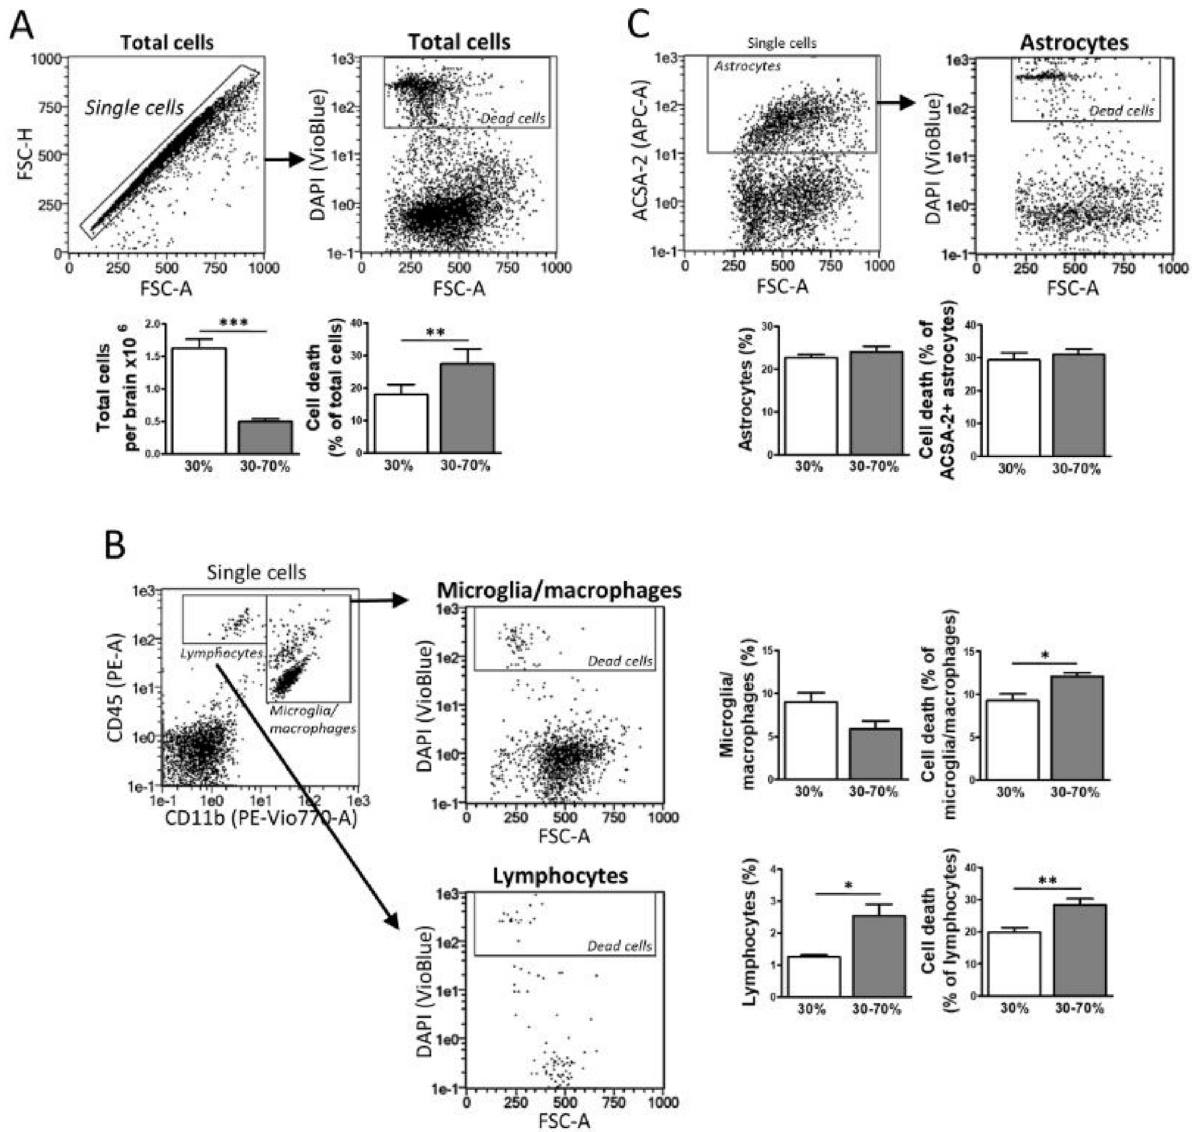 A
Total cells
FSC-H
1000
750
500
250
0
Single cells
0 250 500 750 1000
FSC-A
Total cells
DAPI (VioBlue)
1e3
1e2
1e1
1e0
1e-1
Dead cells
0 250 500 750 1000
FSC-A
Total cells
per brain x10 6
2.0
1.5
1.0
0.5
0.0
***
30% 30-70%
Cell death
(% of total cells)
40
30
20
10
0
**
30% 30-70%
C
Single cells
ACSA-2 (APC-A)
1e3
1e2
1e1
1e0
1e-1
Astrocytes
0 250 500 750 1000
FSC-A
Astrocytes
DAPI (VioBlue)
1e3
1e2
1e1
1e0
1e-1
Dead cells
0 250 500 750 1000
FSC-A
Astrocytes (%)
30
20
10
0
30% 30-70%
Cell death (% of
ACSA-2+ astrocytes)
40
30
20
10
0
30% 30-70%
B
Single cells
CD45 (PE-A)
1e3
1e2
1e1
1e0
1e-1
Lymphocytes
Microglia/
macrophages
1e-1 1e0 1e1 1e2 1e3
CD11b (PE-Vio770-A)
Microglia/macrophages
DAPI (VioBlue)
1e3
1e2
1e1
1e0
1e-1
Dead cells
0 250 500 750 1000
FSC-A
Microglia/
macrophages (%)
15
10
5
0
30% 30-70%
Cell death (% of
microglia/macrophages)
15
10
5
0
*
30% 30-70%
Lymphocytes
DAPI (VioBlue)
1e3
1e2
1e1
1e0
1e-1
Dead cells
0 250 500 750 1000
FSC-A
Lymphocytes (%)
4
3
2
1
0
*
30% 30-70%
Cell death
(% of lymphocytes)
40
30
20
10
0
**
30% 30-70%